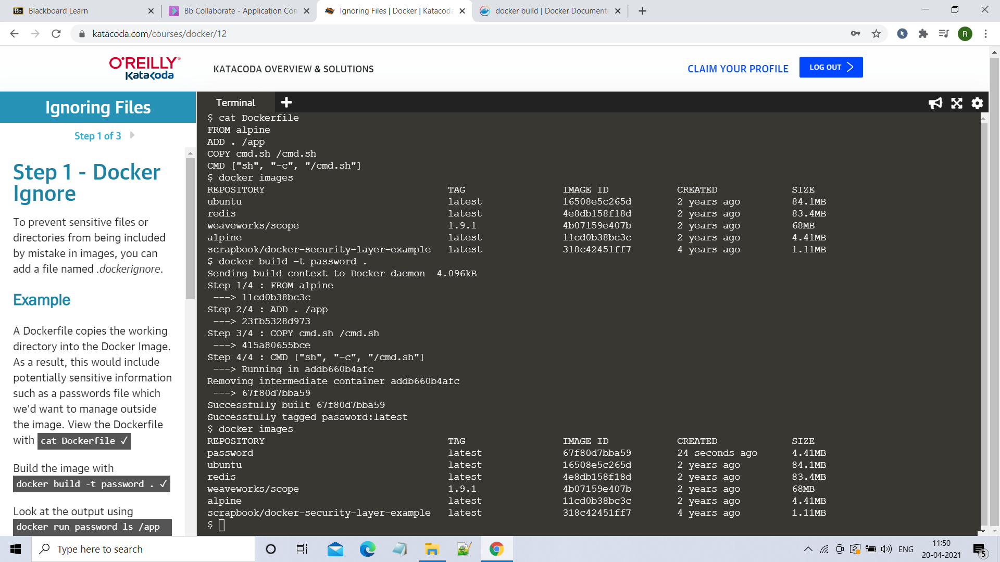 Blackboard Learn
Bb Collaborate - Application Con
Ignoring Files | Docker | Katacoda
docker build | Docker Documenta
katacoda.com/courses/docker/12
R
O'REILLY®
Katacoda
KATACODA OVERVIEW & SOLUTIONS
CLAIM YOUR PROFILE
LOG OUT
Ignoring Files
Step 1 of 3
Step 1 - Docker
Ignore
To prevent sensitive files or
directories from being included
by mistake in images, you can
add a file named .dockerignore.
Example
A Dockerfile copies the working
directory into the Docker Image.
As a result, this would include
potentially sensitive information
such as a passwords file which
we'd want to manage outside
the image. View the Dockerfile
with cat Dockerfile ✓
Build the image with
docker build -t password . ✓
Look at the output using
docker run password ls /app
Terminal
$ cat Dockerfile
FROM alpine
ADD . /app
COPY cmd.sh /cmd.sh
CMD ["sh", "-c", "/cmd.sh"]
$ docker images
REPOSITORY TAG IMAGE ID CREATED SIZE
ubuntu latest 16508e5c265d 2 years ago 84.1MB
redis latest 4e8db158f18d 2 years ago 83.4MB
weaveworks/scope 1.9.1 4b07159e407b 2 years ago 68MB
alpine latest 11cd0b38bc3c 2 years ago 4.41MB
scrapbook/docker-security-layer-example latest 318c42451ff7 4 years ago 1.11MB
$ docker build -t password .
Sending build context to Docker daemon  4.096kB
Step 1/4 : FROM alpine
 ---> 11cd0b38bc3c
Step 2/4 : ADD . /app
 ---> 23fb5328d973
Step 3/4 : COPY cmd.sh /cmd.sh
 ---> 415a80655bce
Step 4/4 : CMD ["sh", "-c", "/cmd.sh"]
 ---> Running in addb660b4afc
Removing intermediate container addb660b4afc
 ---> 67f80d7bba59
Successfully built 67f80d7bba59
Successfully tagged password:latest
$ docker images
REPOSITORY TAG IMAGE ID CREATED SIZE
password latest 67f80d7bba59 24 seconds ago 4.41MB
ubuntu latest 16508e5c265d 2 years ago 84.1MB
redis latest 4e8db158f18d 2 years ago 83.4MB
weaveworks/scope 1.9.1 4b07159e407b 2 years ago 68MB
alpine latest 11cd0b38bc3c 2 years ago 4.41MB
scrapbook/docker-security-layer-example latest 318c42451ff7 4 years ago 1.11MB
$
Type here to search
ENG
11:50
20-04-2021
5